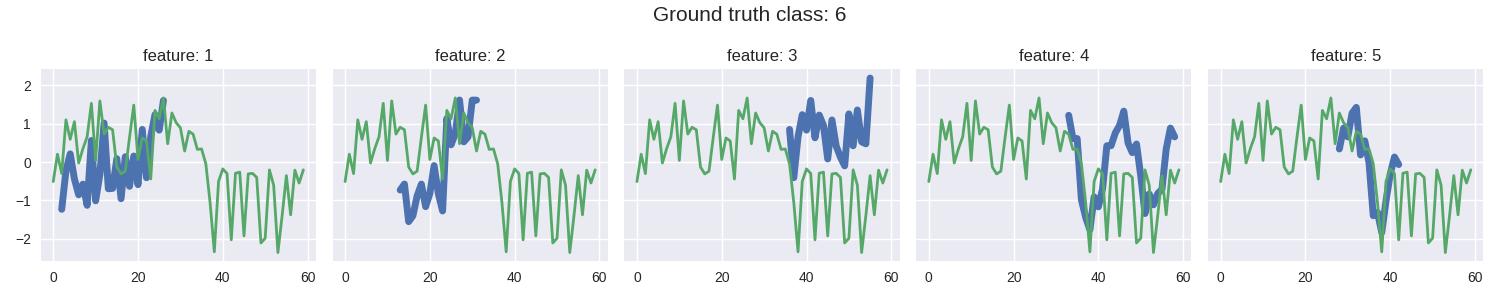 Ground truth class: 6
feature: 1 feature: 2 feature: 3 feature: 4 feature: 5
2
1
0
−1
−2
0 20 40 60 0 20 40 60 0 20 40 60 0 20 40 60 0 20 40 60